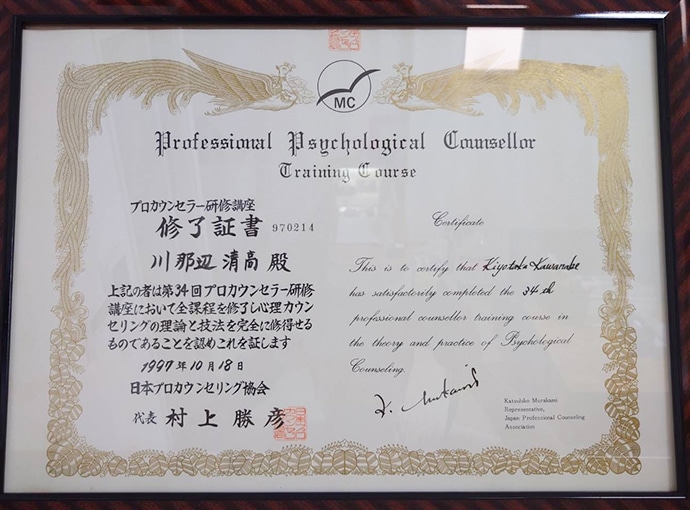 MC
Professional Psychological Counsellor
Training Course
プロカウンセラー研修講座
修了証書 970214
川那辺 清高 殿
上記の者は第34回プロカウンセラー研修
講座において全課程を修了し心理カウン
セリングの理論と技法を完全に修得せる
ものであることを認めこれを証します
1997年10月18日
日本プロカウンセリング協会
代表 村上勝彦
Certificate
This is to certify that Kiyotaka Kawanabe
has satisfactorily completed the 34th
professional counsellor training course in
the theory and practice of Psychological
Counseling.
K. Murakami
Katsuhiko Murakami
Representative,
Japan Professional Counseling
Association